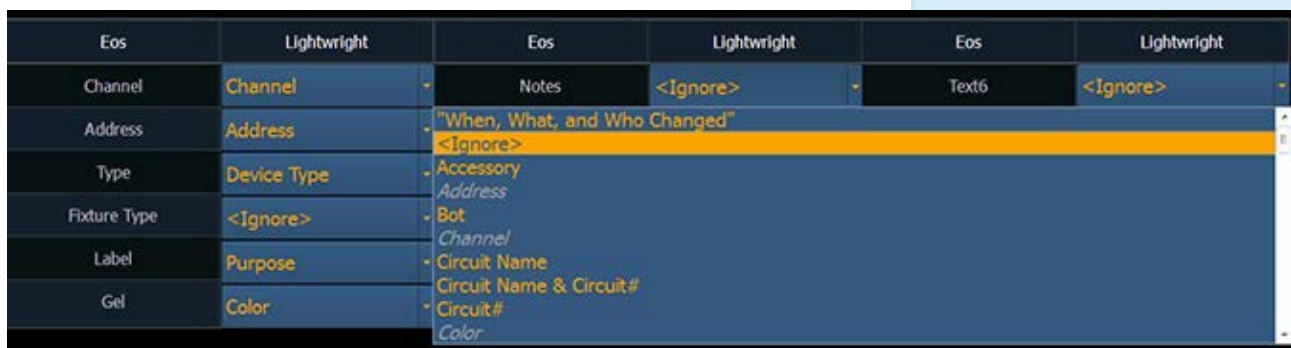 Eos Lightwright Eos Lightwright Eos Lightwright
Channel Channel Notes <Ignore> Text6 <Ignore>
Address Address
Type Device Type
Fixture Type <Ignore>
Label Purpose
Gel Color
"When, What, and Who Changed"
<Ignore>
Accessory
Address
Bot
Channel
Circuit Name
Circuit Name & Circuit#
Circuit#
Color